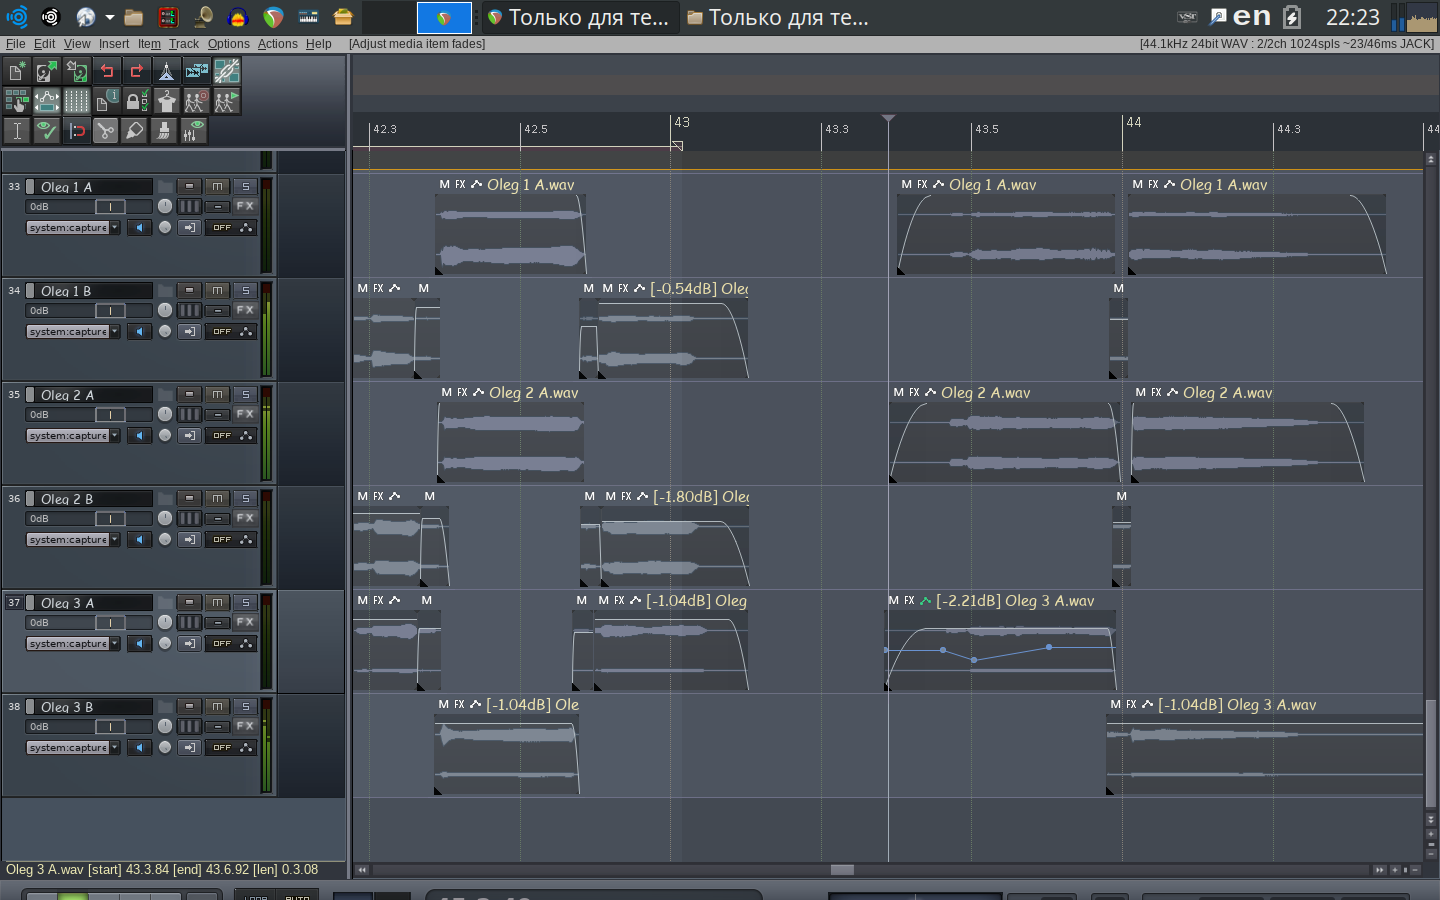 Только для те... Только для те... en 22:23
File Edit View Insert Item Track Options Actions Help [Adjust media item fades] [44.1kHz 24bit WAV : 2/2ch 1024spls ~23/46ms JACK]
42.3 42.5 43 43.3 43.5 44 44.3 44
33 Oleg 1 A M S
0dB FX
system:capture OFF
M FX Oleg 1 A.wav M FX Oleg 1 A.wav M FX Oleg 1 A.wav
34 Oleg 1 B M S
0dB FX
system:capture OFF
M FX M M M FX [-0.54dB] Oleg M
35 Oleg 2 A M S
0dB FX
system:capture OFF
M FX Oleg 2 A.wav M FX Oleg 2 A.wav M FX Oleg 2 A.wav
36 Oleg 2 B M S
0dB FX
system:capture OFF
M FX M M M FX [-1.80dB] Oleg M
37 Oleg 3 A M S
0dB FX
system:capture OFF
M FX M M M FX [-1.04dB] Oleg M FX [-2.21dB] Oleg 3 A.wav
38 Oleg 3 B M S
0dB FX
system:capture OFF
M FX [-1.04dB] Ole M FX [-1.04dB] Oleg 3 A.wav
Oleg 3 A.wav [start] 43.3.84 [end] 43.6.92 [len] 0.3.08